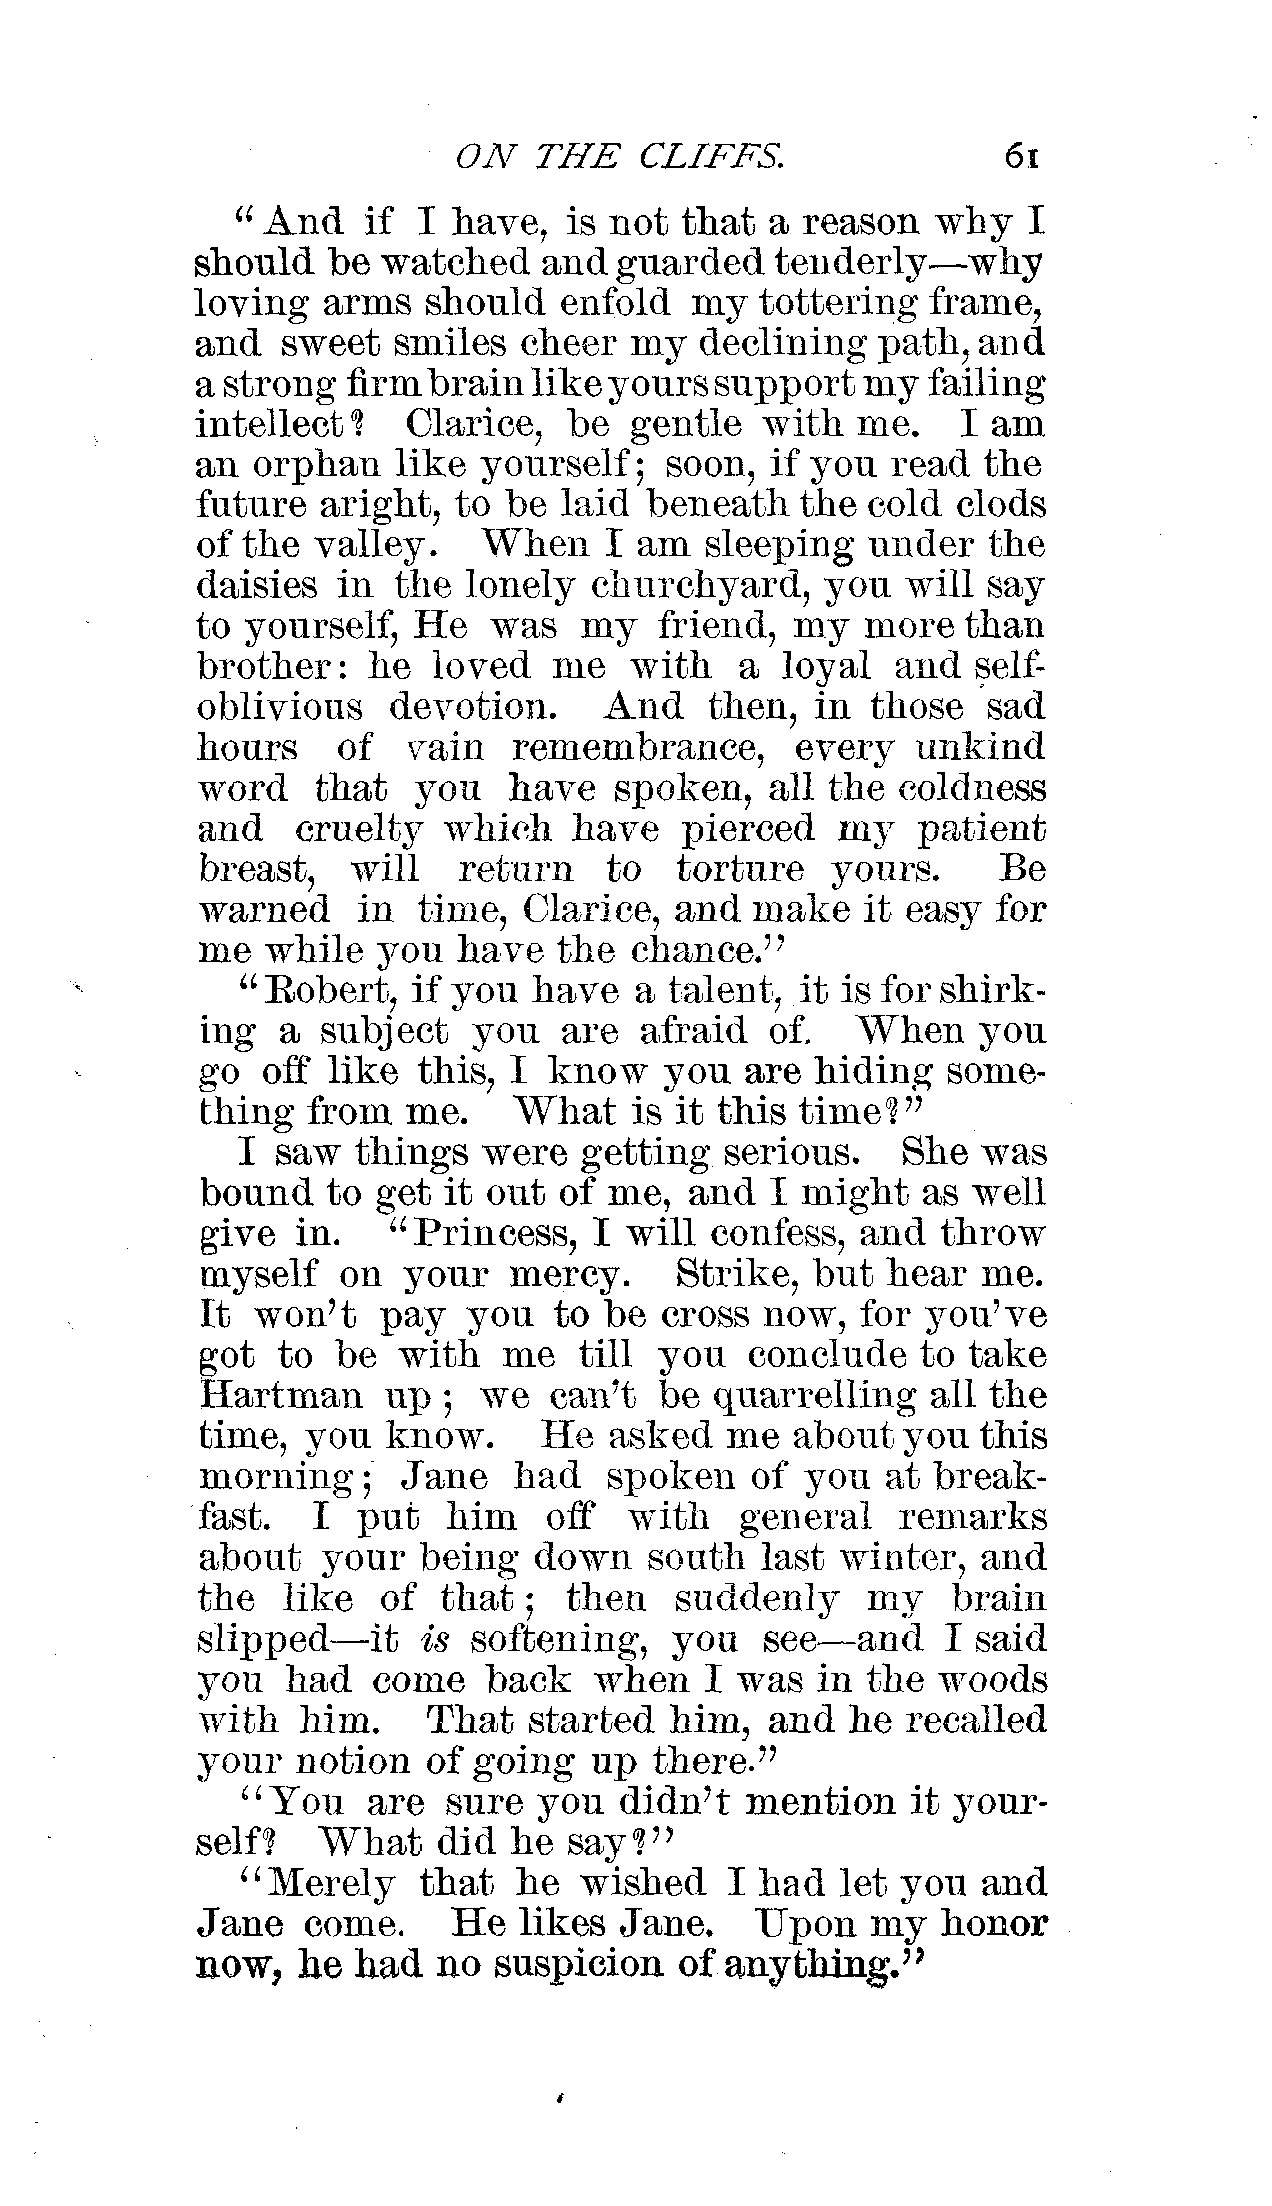 ON THE CLIFFS. 61
"And if I have, is not that a reason why I
should be watched and guarded tenderly—why
loving arms should enfold my tottering frame,
and sweet smiles cheer my declining path, and
a strong firm brain like yours support my failing
intellect? Clarice, be gentle with me. I am
an orphan like yourself; soon, if you read the
future aright, to be laid beneath the cold clods
of the valley. When I am sleeping under the
daisies in the lonely churchyard, you will say
to yourself, He was my friend, my more than
brother: he loved me with a loyal and self-
oblivious devotion. And then, in those sad
hours of vain remembrance, every unkind
word that you have spoken, all the coldness
and cruelty which have pierced my patient
breast, will return to torture yours. Be
warned in time, Clarice, and make it easy for
me while you have the chance."
"Robert, if you have a talent, it is for shirk-
ing a subject you are afraid of. When you
go off like this, I know you are hiding some-
thing from me. What is it this time?"
I saw things were getting serious. She was
bound to get it out of me, and I might as well
give in. "Princess, I will confess, and throw
myself on your mercy. Strike, but hear me.
It won't pay you to be cross now, for you've
got to be with me till you conclude to take
Hartman up; we can't be quarrelling all the
time, you know. He asked me about you this
morning; Jane had spoken of you at break-
fast. I put him off with general remarks
about your being down south last winter, and
the like of that; then suddenly my brain
slipped—it is softening, you see—and I said
you had come back when I was in the woods
with him. That started him, and he recalled
your notion of going up there."
"You are sure you didn't mention it your-
self? What did he say?"
"Merely that he wished I had let you and
Jane come. He likes Jane. Upon my honor
now, he had no suspicion of anything."